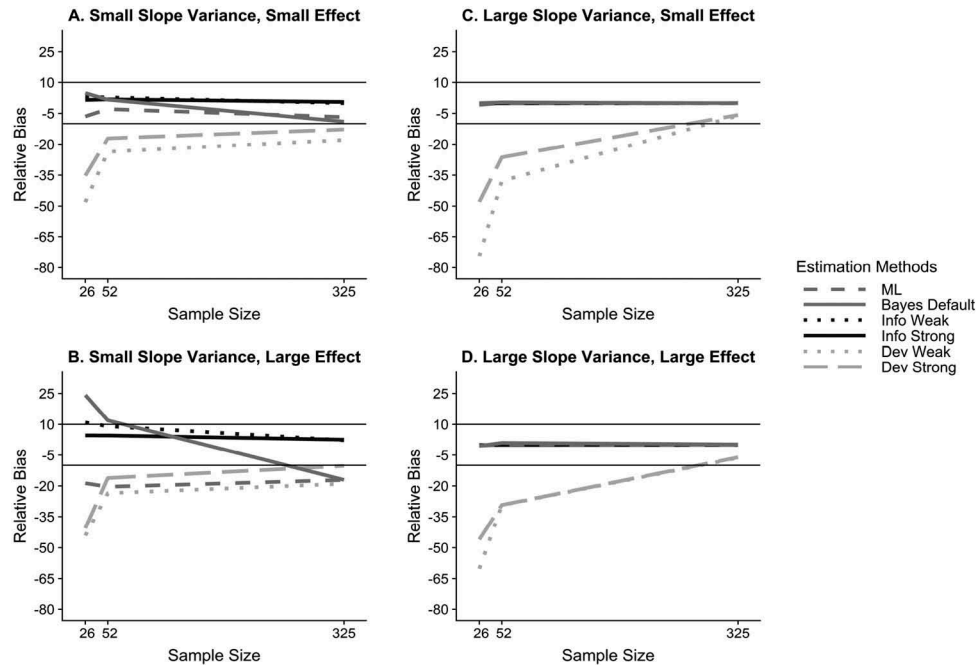 A. Small Slope Variance, Small Effect
Relative Bias
25
10
-5
-20
-35
-50
-65
-80
26 52 325
Sample Size
C. Large Slope Variance, Small Effect
Relative Bias
25
10
-5
-20
-35
-50
-65
-80
26 52 325
Sample Size
B. Small Slope Variance, Large Effect
Relative Bias
25
10
-5
-20
-35
-50
-65
-80
26 52 325
Sample Size
D. Large Slope Variance, Large Effect
Relative Bias
25
10
-5
-20
-35
-50
-65
-80
26 52 325
Sample Size
Estimation Methods
ML
Bayes Default
Info Weak
Info Strong
Dev Weak
Dev Strong